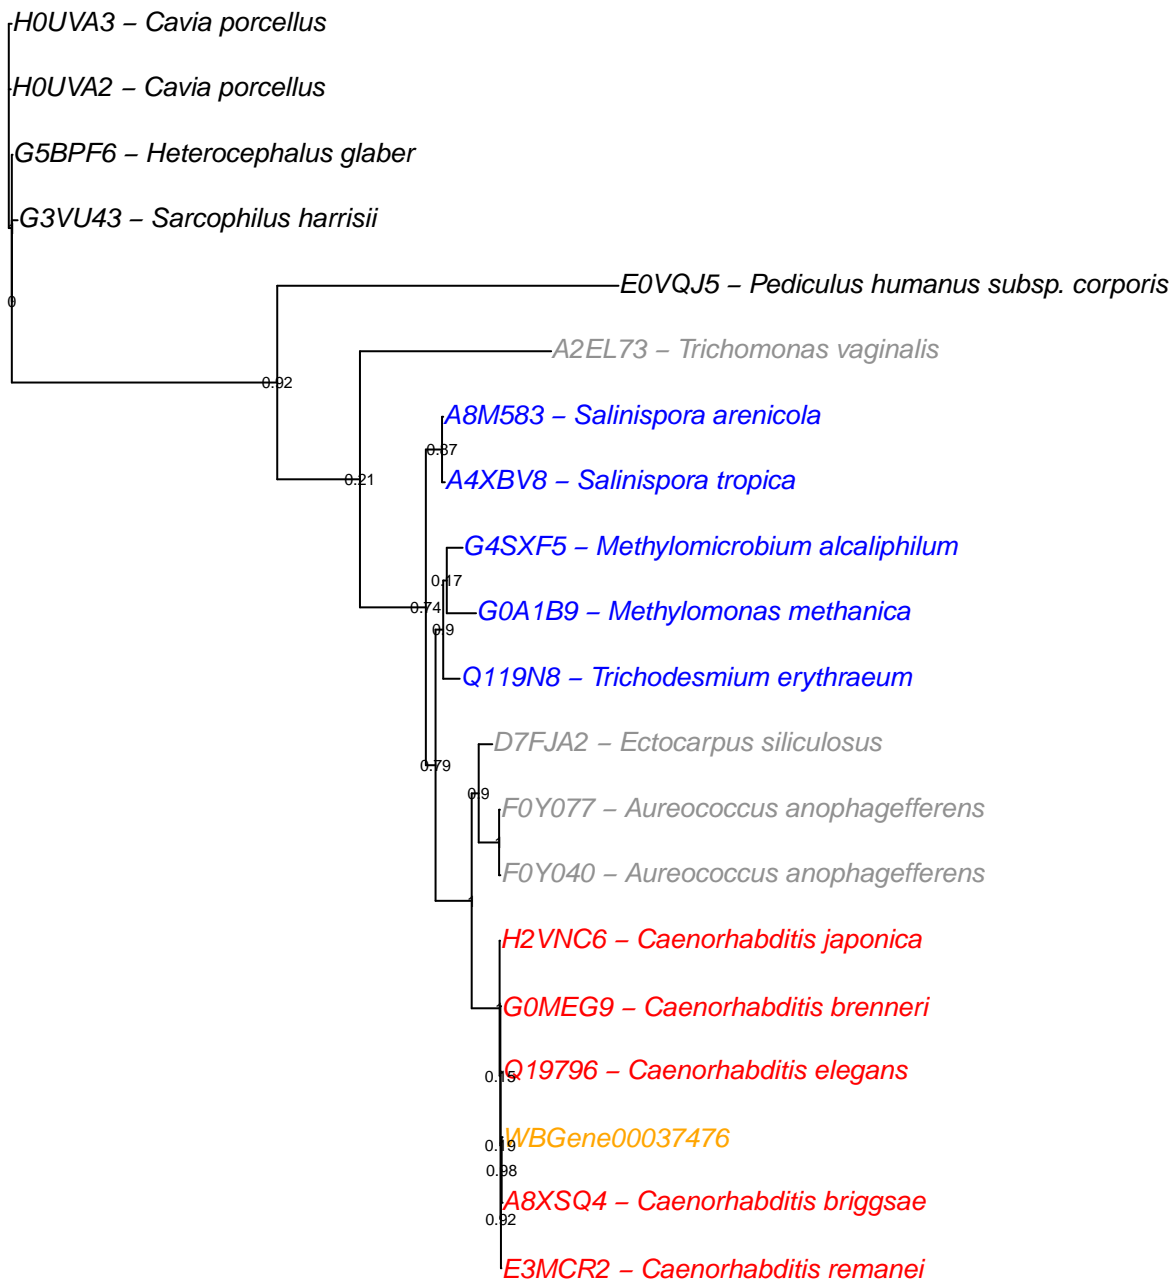 H0UVA3 – Cavia porcellus
H0UVA2 – Cavia porcellus
G5BPF6 – Heterocephalus glaber
G3VU43 – Sarcophilus harrisii
E0VQJ5 – Pediculus humanus subsp. corporis
0
A2EL73 – Trichomonas vaginalis
0.92
A8M583 – Salinispora arenicola
0.87
A4XBV8 – Salinispora tropica
0.21
G4SXF5 – Methylomicrobium alcaliphilum
0.17
G0A1B9 – Methylomonas methanica
0.74
0.9
Q119N8 – Trichodesmium erythraeum
D7FJA2 – Ectocarpus siliculosus
0.79
0.9
F0Y077 – Aureococcus anophagefferens
1
F0Y040 – Aureococcus anophagefferens
1
H2VNC6 – Caenorhabditis japonica
1
G0MEG9 – Caenorhabditis brenneri
Q19796 – Caenorhabditis elegans
0.15
WBGene00037476
0.19
0.98
A8XSQ4 – Caenorhabditis briggsae
0.92
E3MCR2 – Caenorhabditis remanei